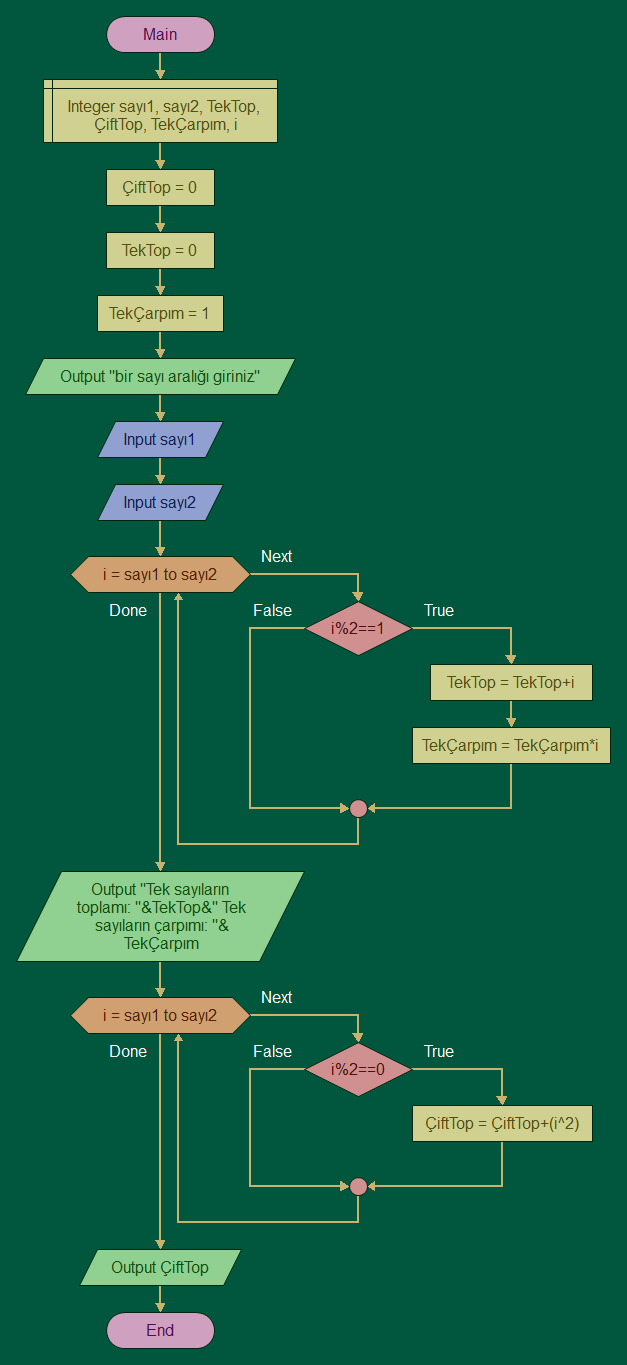 Main
Integer sayı1, sayı2, TekTop,
ÇiftTop, TekÇarpım, i
ÇiftTop = 0
TekTop = 0
TekÇarpım = 1
Output "bir sayı aralığı giriniz"
Input sayı1
Input sayı2
i = sayı1 to sayı2
Next
Done
False
i%2==1
True
TekTop = TekTop+i
TekÇarpım = TekÇarpım*i
Output "Tek sayıların
toplamı: "&TekTop&" Tek
sayıların çarpımı: "&
TekÇarpım
i = sayı1 to sayı2
Next
Done
False
i%2==0
True
ÇiftTop = ÇiftTop+(i^2)
Output ÇiftTop
End